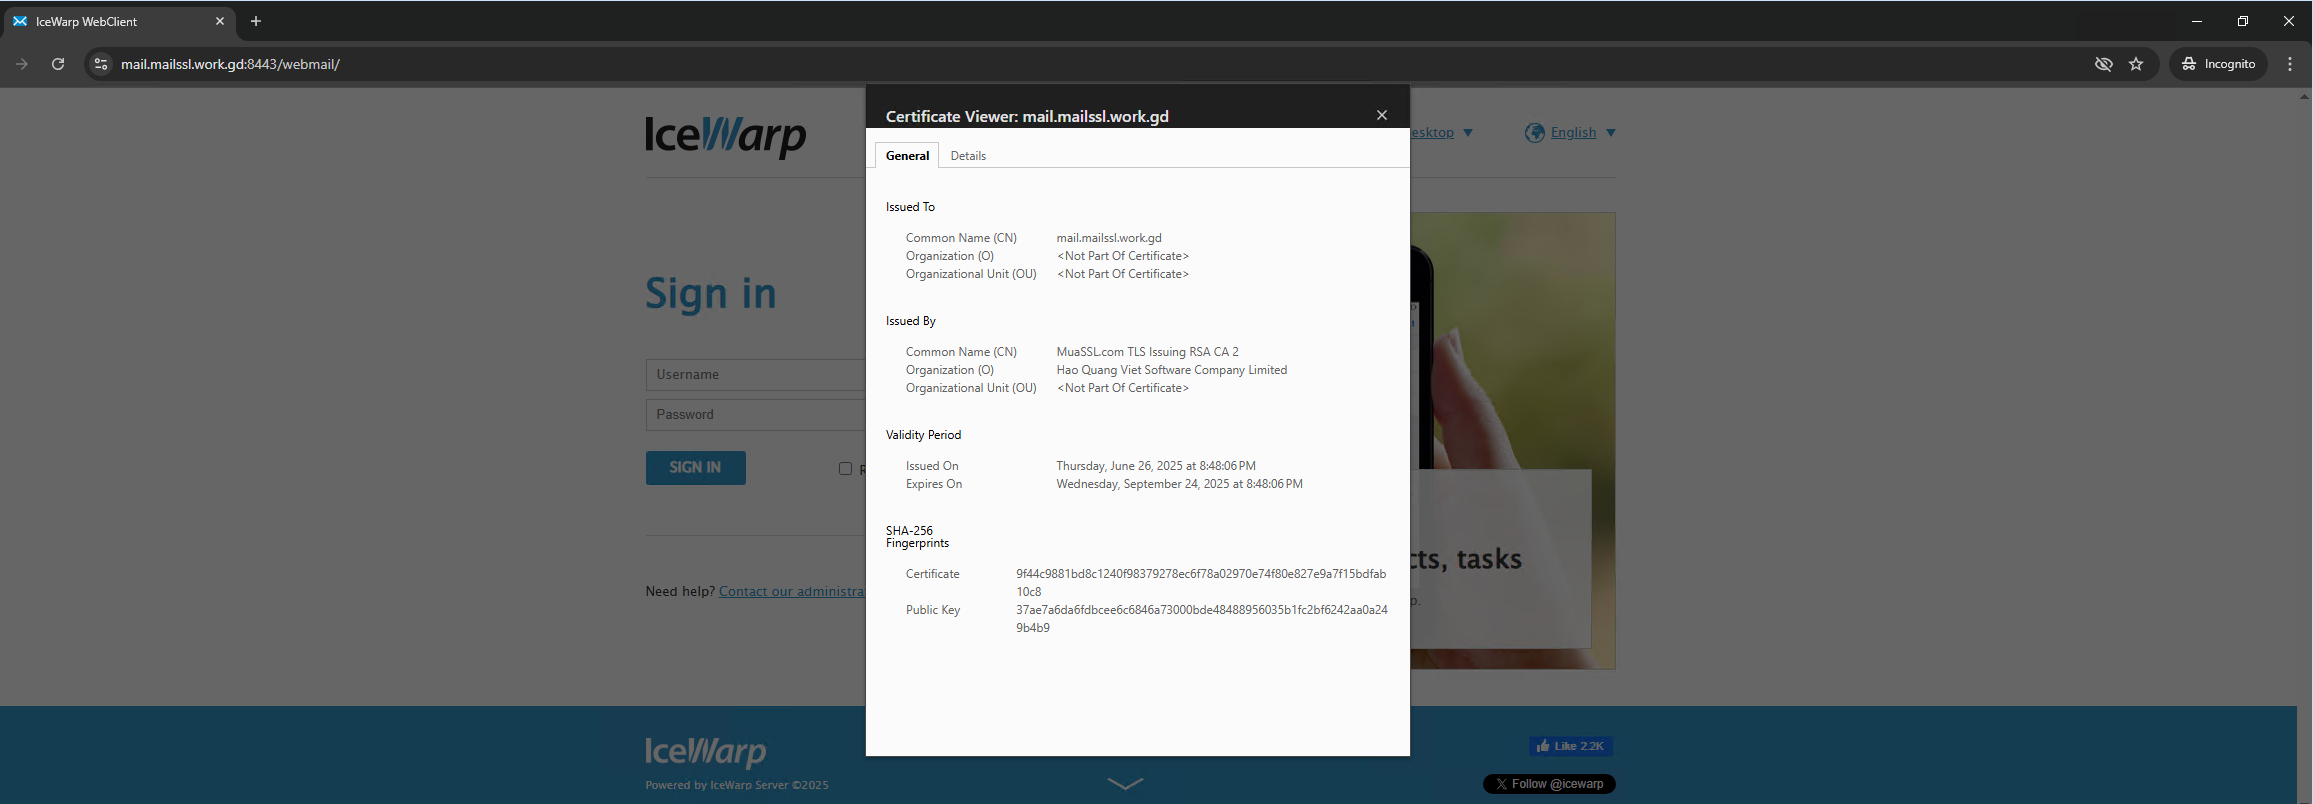 IceWarp WebClient
mail.mailssl.work.gd:8443/webmail/
Incognito
IceWarp
esktop
English
Sign in
Username
Password
SIGN IN
R
Need help? Contact our administra
cts, tasks
p.
Certificate Viewer: mail.mailssl.work.gd
General
Details
Issued To
Common Name (CN) mail.mailssl.work.gd
Organization (O) <Not Part Of Certificate>
Organizational Unit (OU) <Not Part Of Certificate>
Issued By
Common Name (CN) MuaSSL.com TLS Issuing RSA CA 2
Organization (O) Hao Quang Viet Software Company Limited
Organizational Unit (OU) <Not Part Of Certificate>
Validity Period
Issued On Thursday, June 26, 2025 at 8:48:06 PM
Expires On Wednesday, September 24, 2025 at 8:48:06 PM
SHA-256
Fingerprints
Certificate 9f44c9881bd8c1240f98379278ec6f78a02970e74f80e827e9a7f15bdfab
10c8
Public Key 37ae7a6da6fdbcee6c6846a73000bde48488956035b1fc2bf6242aa0a24
9b4b9
IceWarp
Powered by IceWarp Server ©2025
Like 2.2K
Follow @icewarp